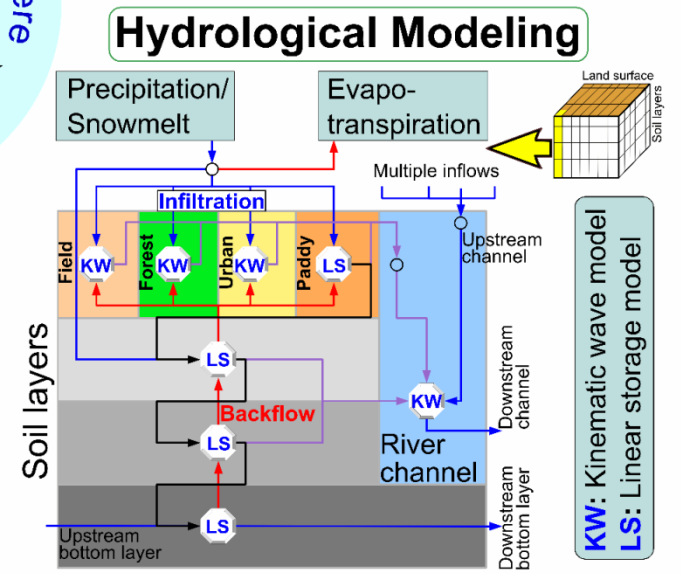 ere
Hydrological Modeling
Precipitation/
Snowmelt
Evapo-
transpiration
Land surface
Soil layers
Multiple inflows
Infiltration
Upstream
channel
Field
KW
Forest
KW
Urban
KW
Paddy
LS
Soil layers
LS
Backflow
LS
LS
KW
River
channel
Downstream
channel
Upstream
bottom layer
Downstream
bottom layer
KW: Kinematic wave model
LS: Linear storage model